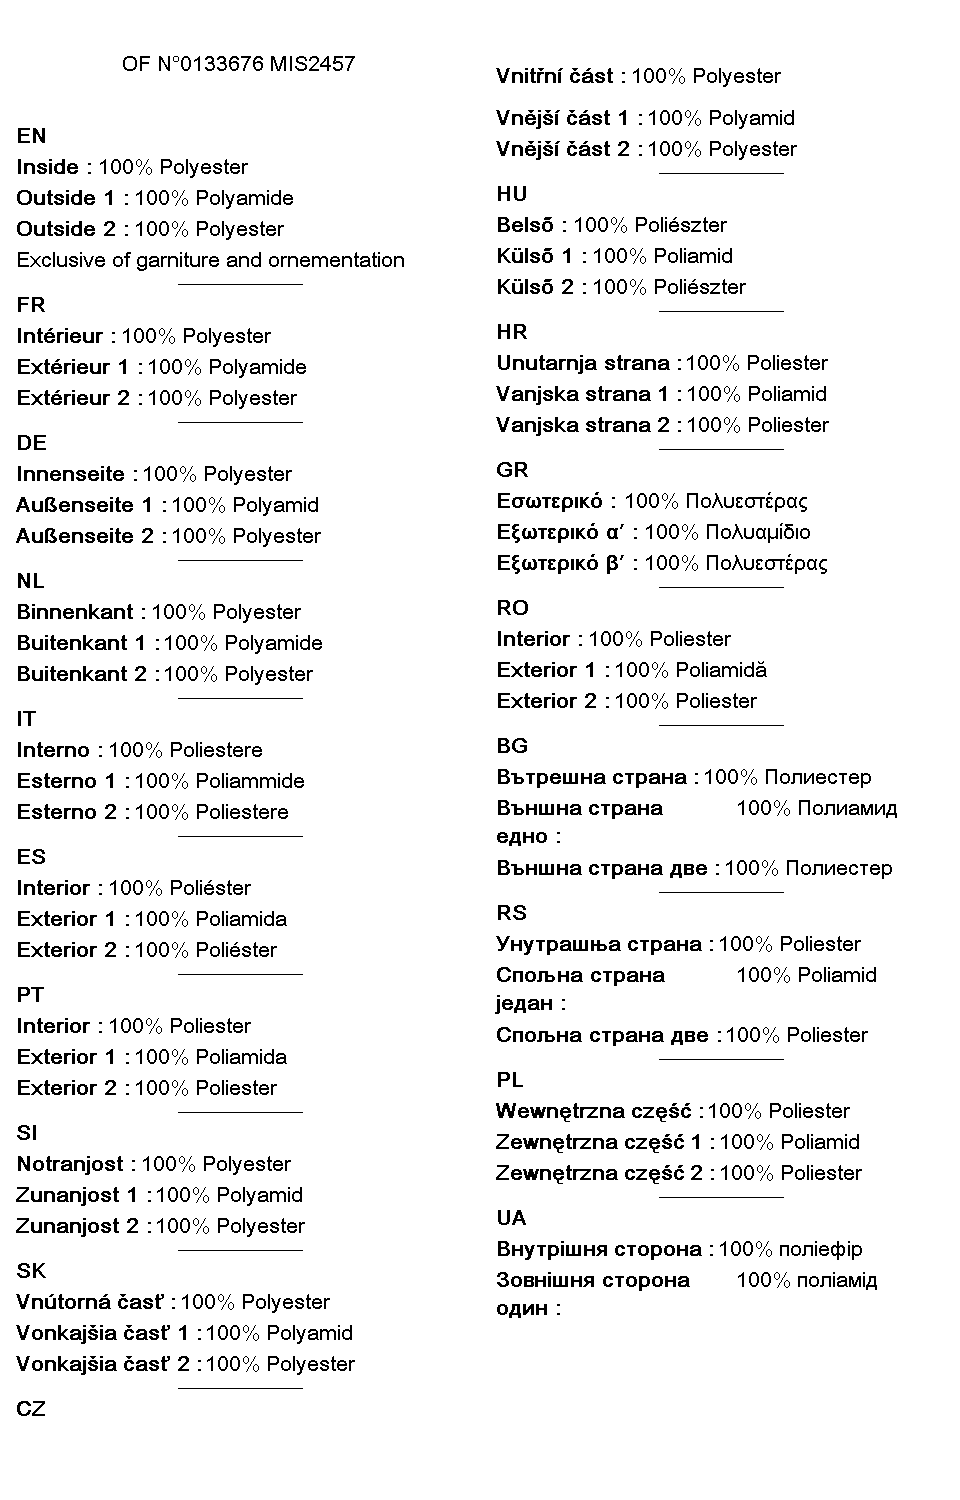 OF N°0133676 MIS2457
EN
Inside : 100% Polyester
Outside 1 : 100% Polyamide
Outside 2 : 100% Polyester
Exclusive of garniture and ornementation
FR
Intérieur : 100% Polyester
Extérieur 1 : 100% Polyamide
Extérieur 2 : 100% Polyester
DE
Innenseite : 100% Polyester
Außenseite 1 : 100% Polyamid
Außenseite 2 : 100% Polyester
NL
Binnenkant : 100% Polyester
Buitenkant 1 : 100% Polyamide
Buitenkant 2 : 100% Polyester
IT
Interno : 100% Poliestere
Esterno 1 : 100% Poliammide
Esterno 2 : 100% Poliestere
ES
Interior : 100% Poliéster
Exterior 1 : 100% Poliamida
Exterior 2 : 100% Poliéster
PT
Interior : 100% Poliester
Exterior 1 : 100% Poliamida
Exterior 2 : 100% Poliester
SI
Notranjost : 100% Polyester
Zunanjost 1 : 100% Polyamid
Zunanjost 2 : 100% Polyester
SK
Vnútorná časť : 100% Polyester
Vonkajšia časť 1 : 100% Polyamid
Vonkajšia časť 2 : 100% Polyester
CZ
Vnitřní část : 100% Polyester
Vnější část 1 : 100% Polyamid
Vnější část 2 : 100% Polyester
HU
Belsõ : 100% Poliészter
Külsõ 1 : 100% Poliamid
Külsõ 2 : 100% Poliészter
HR
Unutarnja strana : 100% Poliester
Vanjska strana 1 : 100% Poliamid
Vanjska strana 2 : 100% Poliester
GR
Εσωτερικό : 100% Πολυεστέρας
Εξωτερικό α’ : 100% Πολυαμίδιο
Εξωτερικό β’ : 100% Πολυεστέρας
RO
Interior : 100% Poliester
Exterior 1 : 100% Poliamidă
Exterior 2 : 100% Poliester
BG
Вътрешна страна : 100% Полиестер
Външна страна 100% Полиамид
едно :
Външна страна две : 100% Полиестер
RS
Унутрашња страна : 100% Poliester
Спољна страна 100% Poliamid
један :
Спољна страна две : 100% Poliester
PL
Wewnętrzna część : 100% Poliester
Zewnętrzna część 1 : 100% Poliamid
Zewnętrzna część 2 : 100% Poliester
UA
Внутрішня сторона : 100% поліефір
Зовнішня сторона 100% поліамід
один :